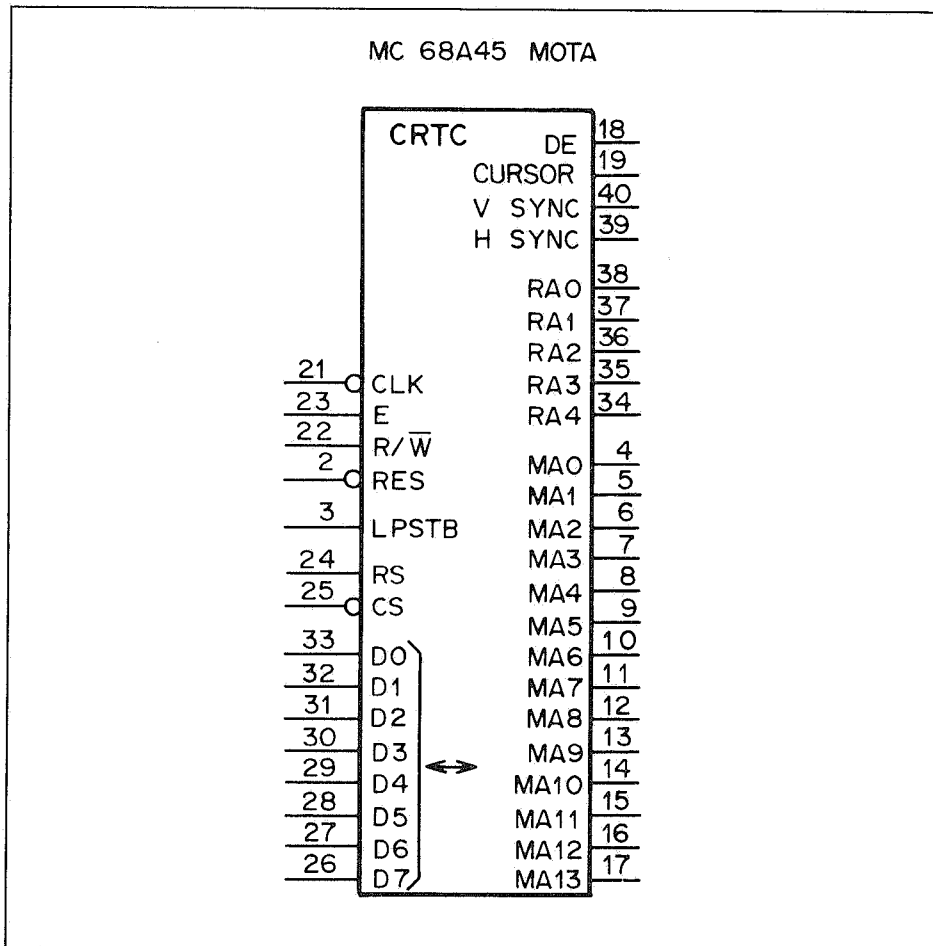 MC 68A45 MOTA
CRTC
DE 18
CURSOR 19
V SYNC 40
H SYNC 39
RA0 38
RA1 37
RA2 36
RA3 35
RA4 34
21 CLK
23 E
22 R/W̅
2 RES
3 LPSTB
24 RS
25 CS
33 D0
32 D1
31 D2
30 D3
29 D4
28 D5
27 D6
26 D7
MA0 4
MA1 5
MA2 6
MA3 7
MA4 8
MA5 9
MA6 10
MA7 11
MA8 12
MA9 13
MA10 14
MA11 15
MA12 16
MA13 17